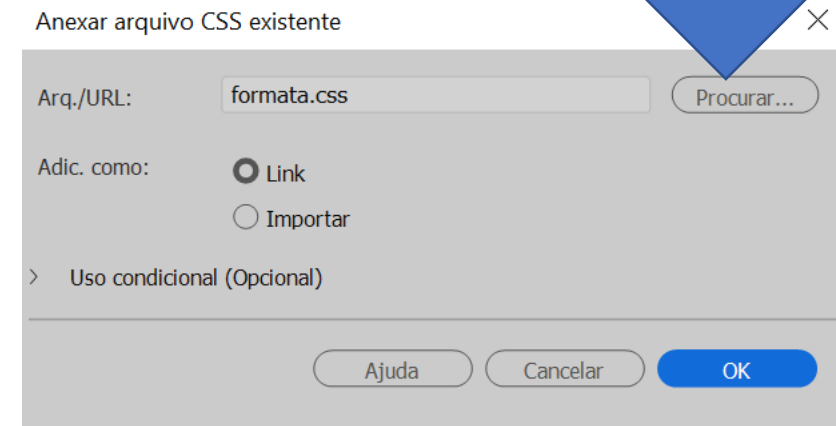 Anexar arquivo CSS existente
Arq./URL: formata.css Procurar...
Adic. como: Link
Importar
Uso condicional (Opcional)
Ajuda Cancelar OK